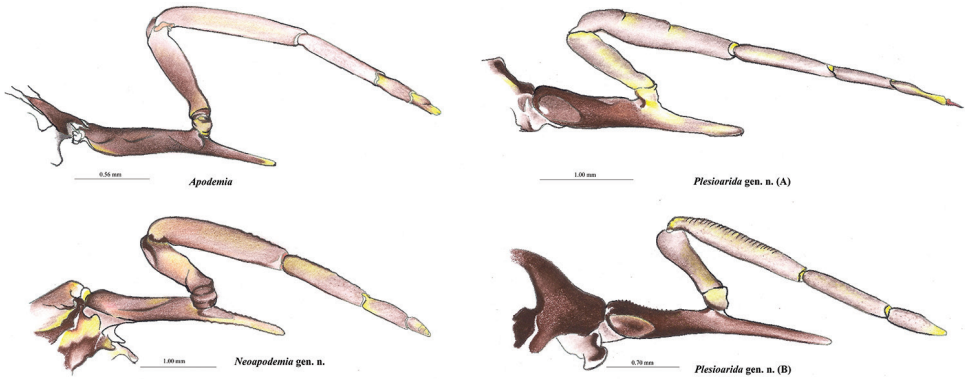 0.56 mm
Apodemia
1.00 mm
Plesioarida gen. n. (A)
1.00 mm
Neoapodemia gen. n.
0.70 mm
Plesioarida gen. n. (B)